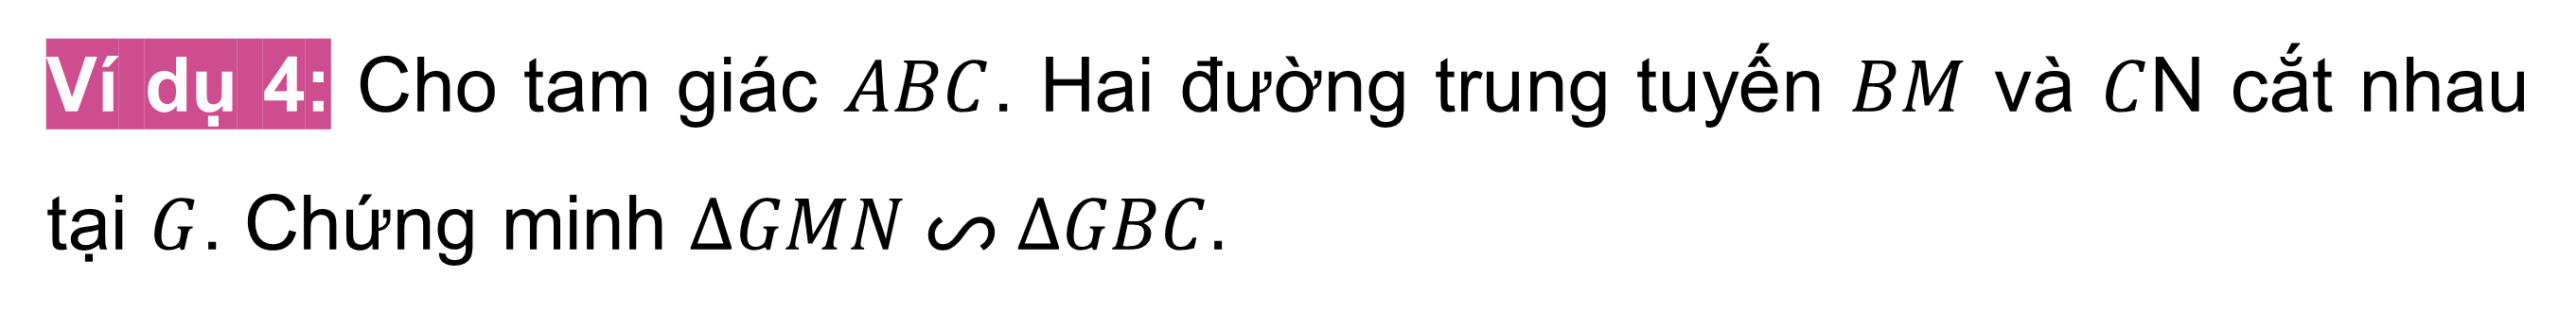 Ví dụ 4: Cho tam giác ABC. Hai đường trung tuyến BM và CN cắt nhau
tại G. Chứng minh ΔGMN ∽ ΔGBC.